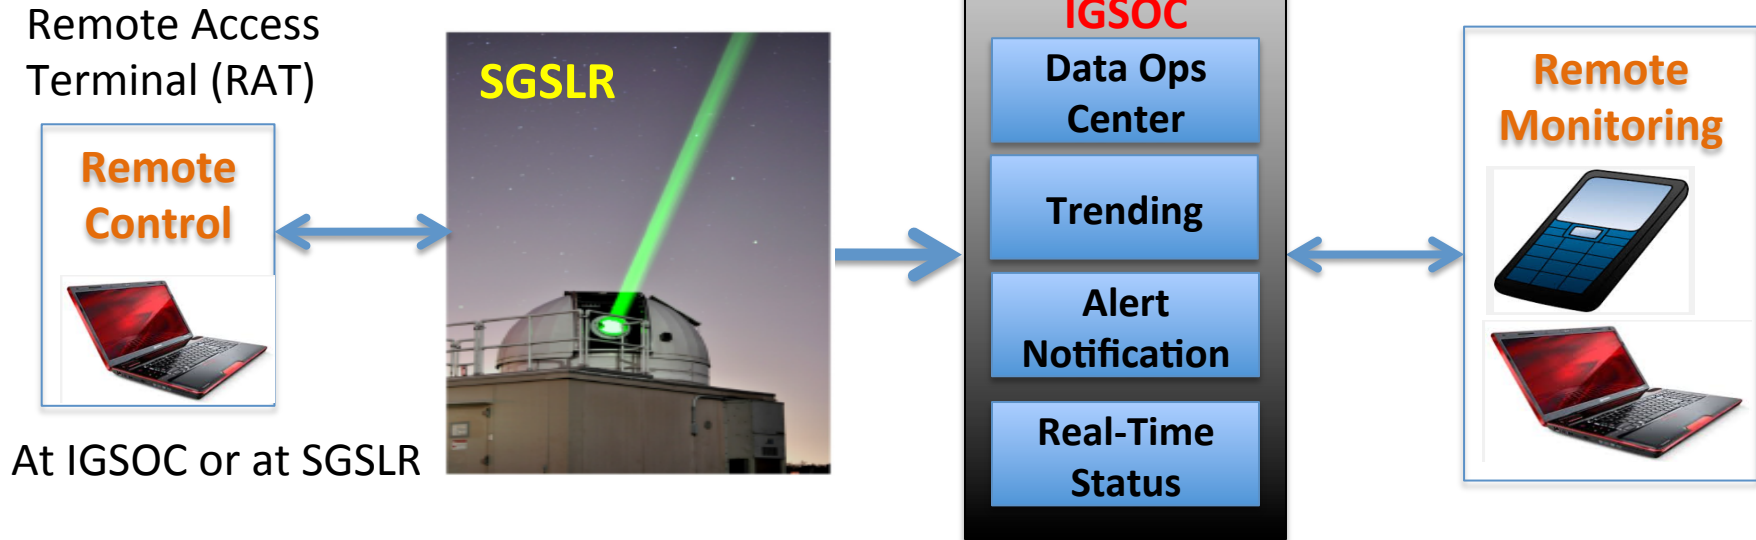 Remote Access
Terminal (RAT)
Remote
Control
At IGSOC or at SGSLR
SGSLR
IGSOC
Data Ops
Center
Trending
Alert
Notification
Real-Time
Status
Remote
Monitoring